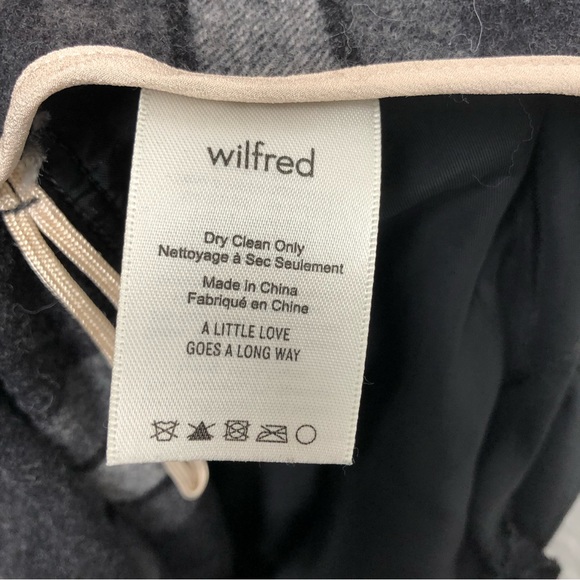 wilfred
Dry Clean Only
Nettoyage à Sec Seulement
Made in China
Fabriqué en Chine
A LITTLE LOVE
GOES A LONG WAY